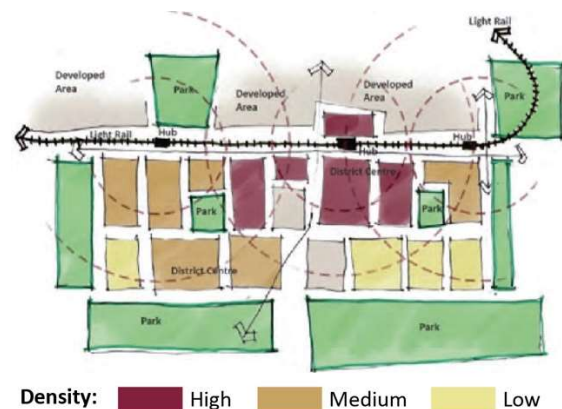 Light Rail
Developed
Area
Park
Developed
Area
Developed
Area
Park
Light Rail
Hub
Hub
Hub
District Centre
Park
Park
District Centre
Park
Park
Density: High Medium Low